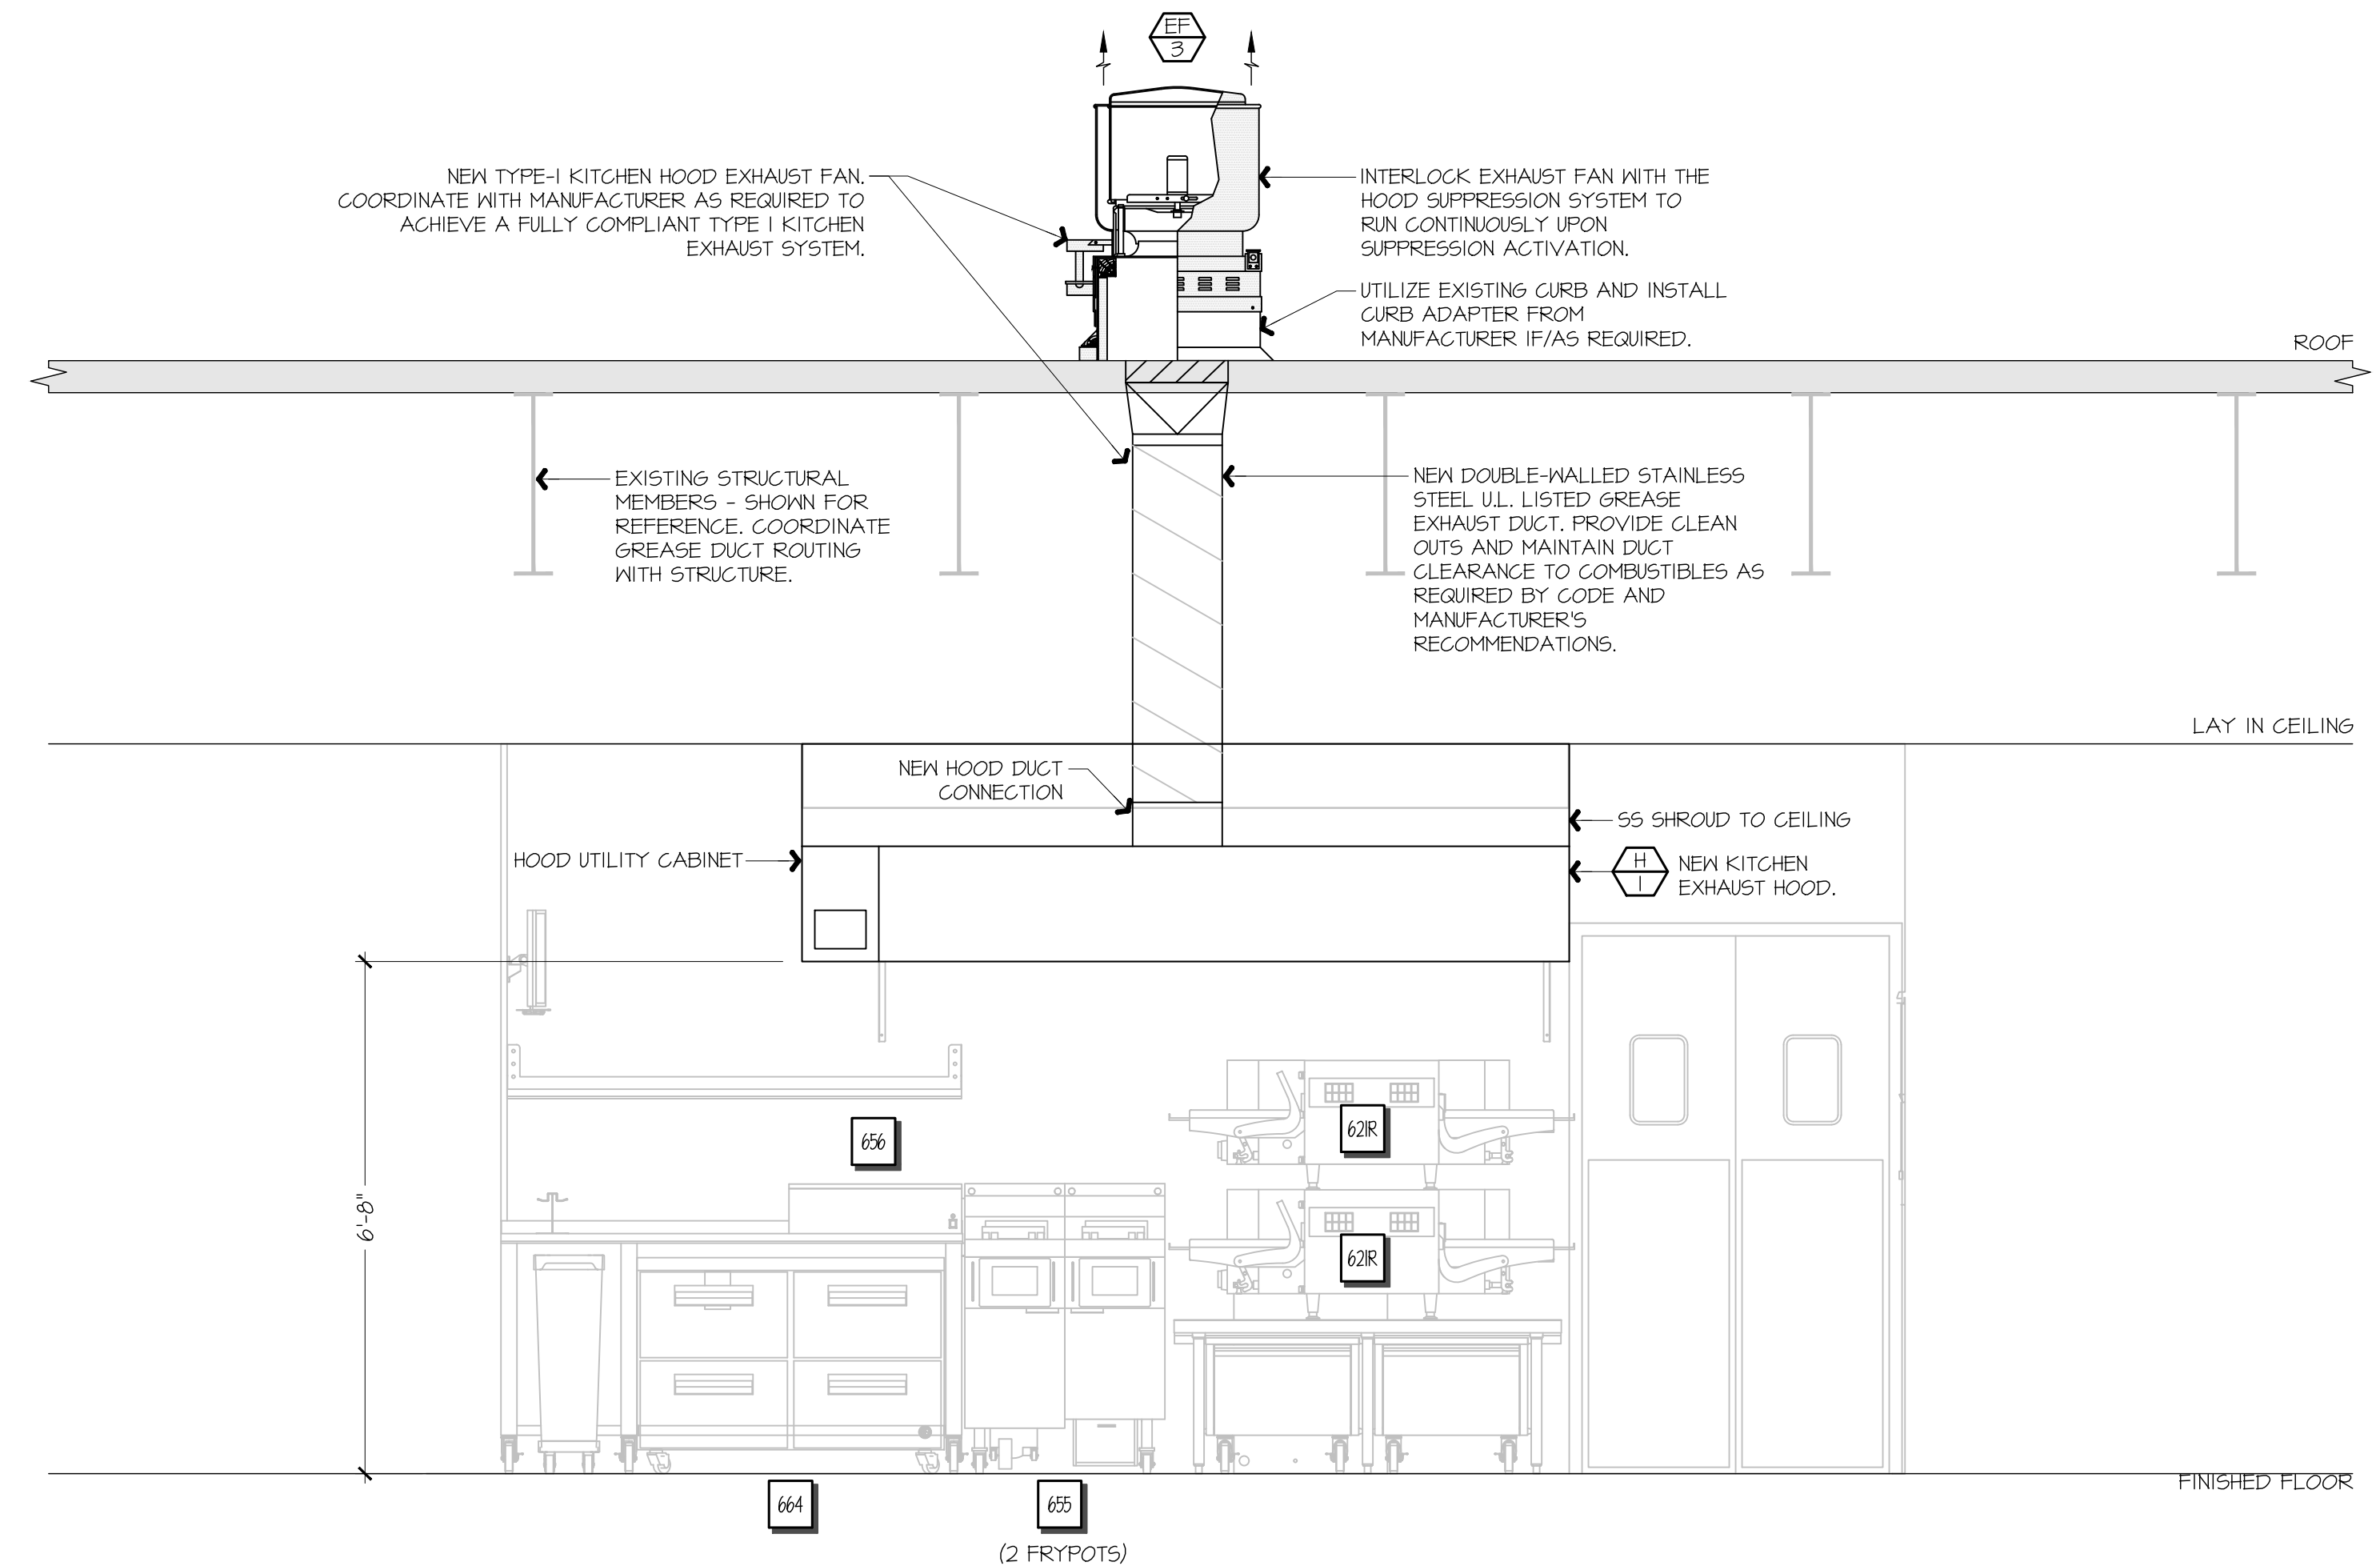 EF
3
NEW TYPE-I KITCHEN HOOD EXHAUST FAN.
COORDINATE WITH MANUFACTURER AS REQUIRED TO
ACHIEVE A FULLY COMPLIANT TYPE I KITCHEN
EXHAUST SYSTEM.
INTERLOCK EXHAUST FAN WITH THE
HOOD SUPPRESSION SYSTEM TO
RUN CONTINUOUSLY UPON
SUPPRESSION ACTIVATION.
UTILIZE EXISTING CURB AND INSTALL
CURB ADAPTER FROM
MANUFACTURER IF/AS REQUIRED.
ROOF
EXISTING STRUCTURAL
MEMBERS - SHOWN FOR
REFERENCE. COORDINATE
GREASE DUCT ROUTING
WITH STRUCTURE.
NEW DOUBLE-WALLED STAINLESS
STEEL U.L. LISTED GREASE
EXHAUST DUCT. PROVIDE CLEAN
OUTS AND MAINTAIN DUCT
CLEARANCE TO COMBUSTIBLES AS
REQUIRED BY CODE AND
MANUFACTURER'S
RECOMMENDATIONS.
LAY IN CEILING
NEW HOOD DUCT
CONNECTION
SS SHROUD TO CEILING
HOOD UTILITY CABINET
H
1
NEW KITCHEN
EXHAUST HOOD.
656
621R
621R
6'-8"
FINISHED FLOOR
664
655
(2 FRYPOTS)